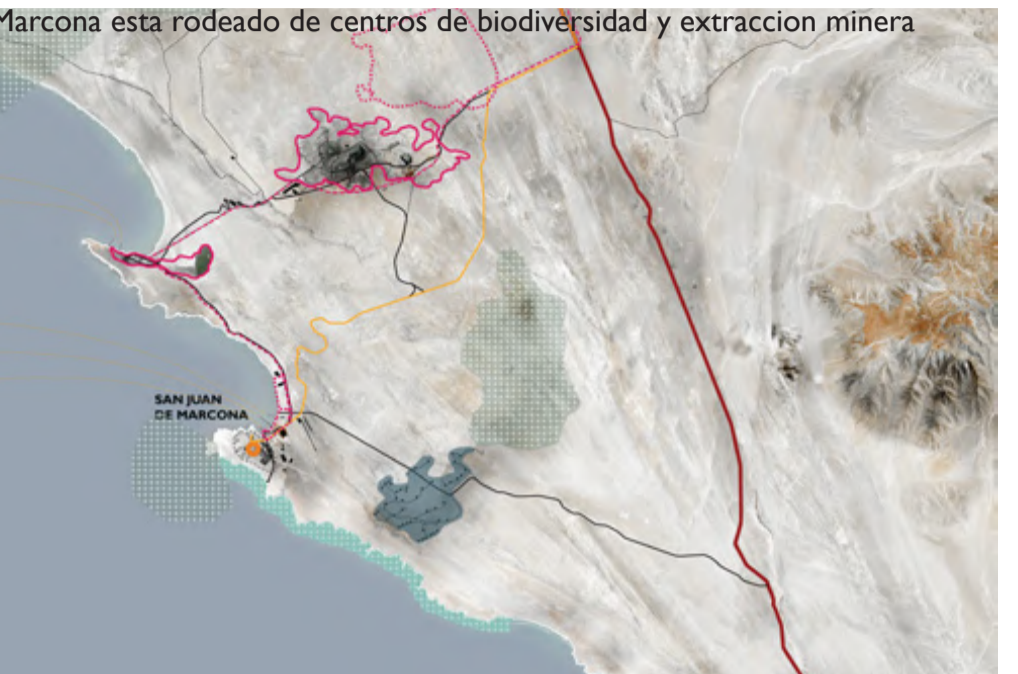 Marcona esta rodeado de centros de biodiversidad y extraccion minera
SAN JUAN
DE MARCONA